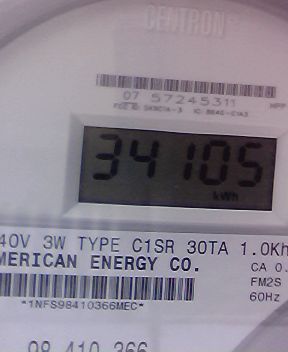 CENTRON
07 57245311
34105
kWh
40V 3W TYPE C1SR 30TA 1.0Kh
MERICAN ENERGY CO.
CA 0.
FM2S
*1NFS98410366MEC*
60Hz
98 410 366